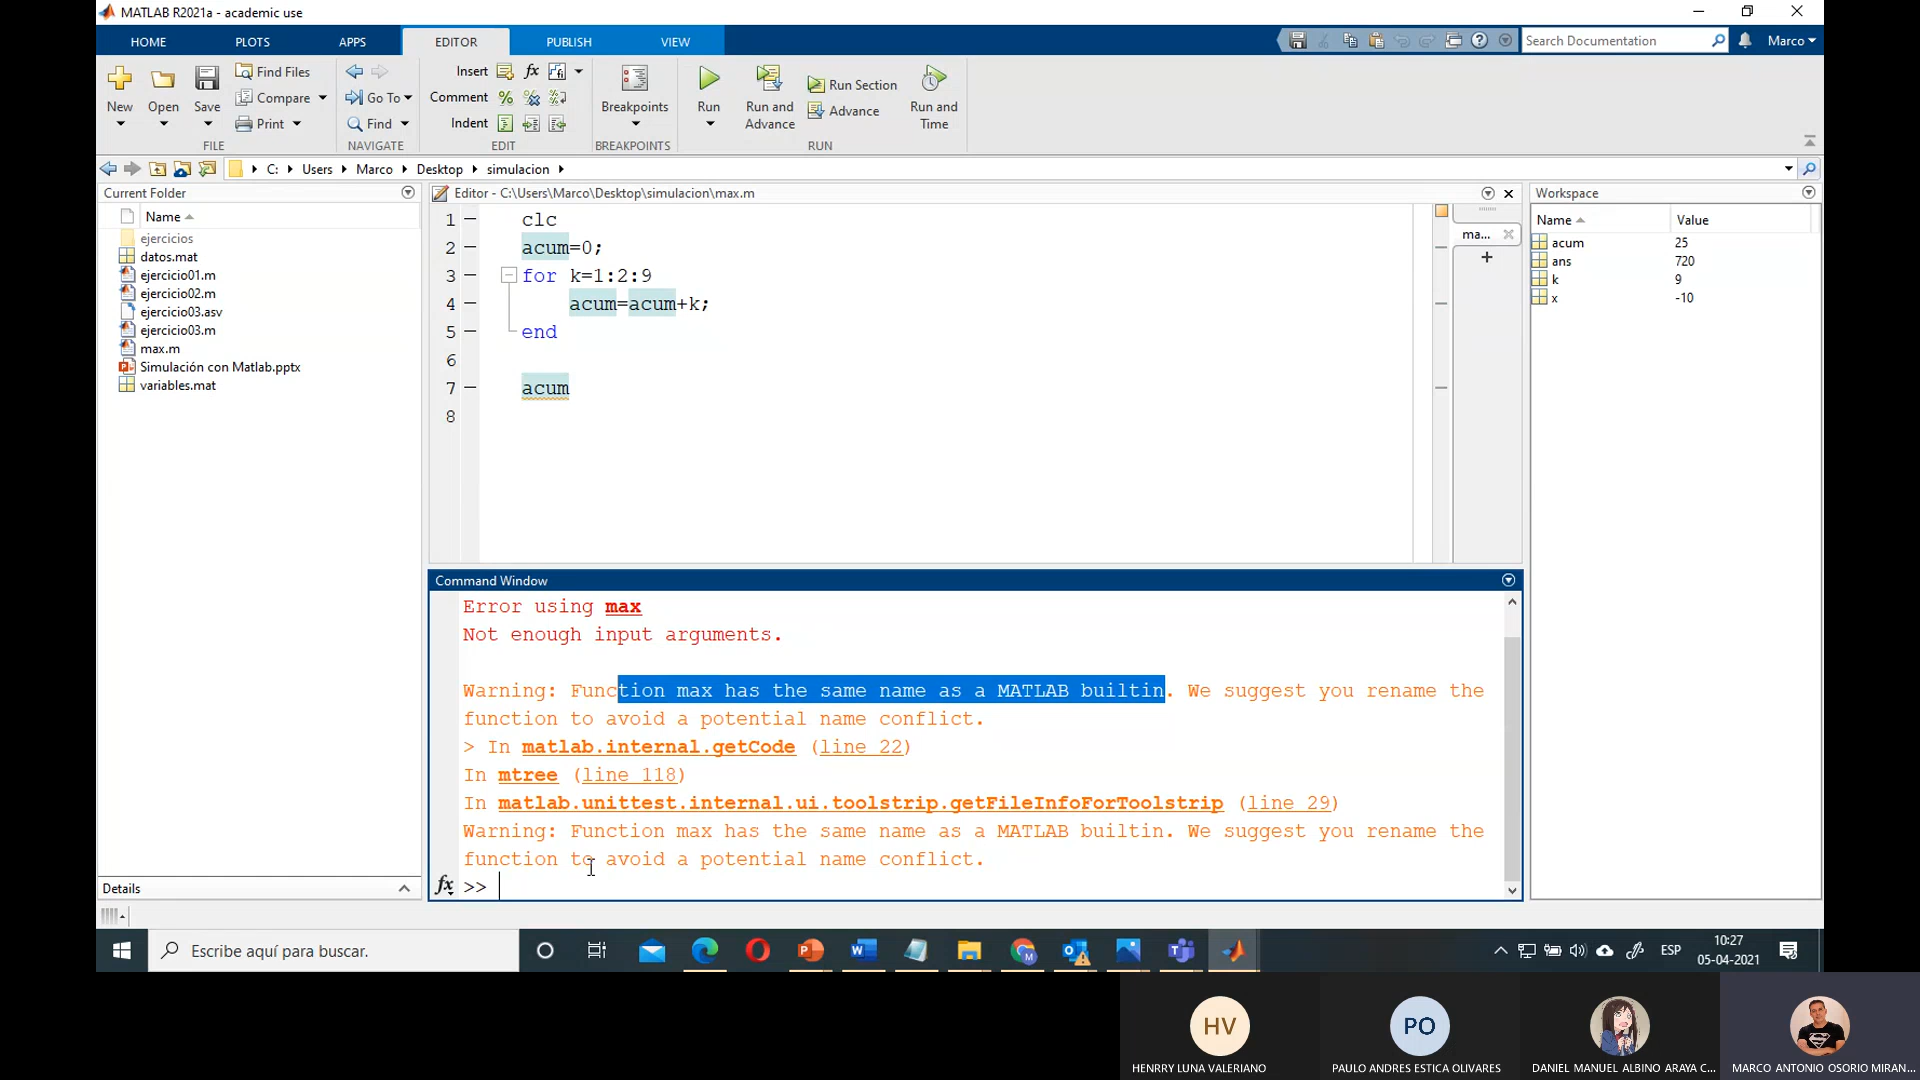 MATLAB R2021a - academic use
HOME PLOTS APPS EDITOR PUBLISH VIEW
Search Documentation
Marco
New Open Save
Find Files
Compare
Print
FILE
Go To
Find
NAVIGATE
Insert fx
Comment
Indent
EDIT
Breakpoints
BREAKPOINTS
Run
Run and Advance
Run Section
Advance
Run and Time
RUN
C: Users Marco Desktop simulacion
Current Folder
Name
ejercicios
datos.mat
ejercicio01.m
ejercicio02.m
ejercicio03.asv
ejercicio03.m
max.m
Simulación con Matlab.pptx
variables.mat
Details
Editor - C:\Users\Marco\Desktop\simulacion\max.m
ma...
1 clc
2 acum=0;
3 for k=1:2:9
4 acum=acum+k;
5 end
6
7 acum
8
Command Window
Error using max
Not enough input arguments.
Warning: Function max has the same name as a MATLAB builtin. We suggest you rename the
function to avoid a potential name conflict.
> In matlab.internal.getCode (line 22)
In mtree (line 118)
In matlab.unittest.internal.ui.toolstrip.getFileInfoForToolstrip (line 29)
Warning: Function max has the same name as a MATLAB builtin. We suggest you rename the
function to avoid a potential name conflict.
fx >>
Workspace
Name Value
acum 25
ans 720
k 9
x -10
Escribe aquí para buscar.
ESP
10:27
05-04-2021
HV
HENRRY LUNA VALERIANO
PO
PAULO ANDRES ESTICA OLIVARES
DANIEL MANUEL ALBINO ARAYA C...
MARCO ANTONIO OSORIO MIRAN...